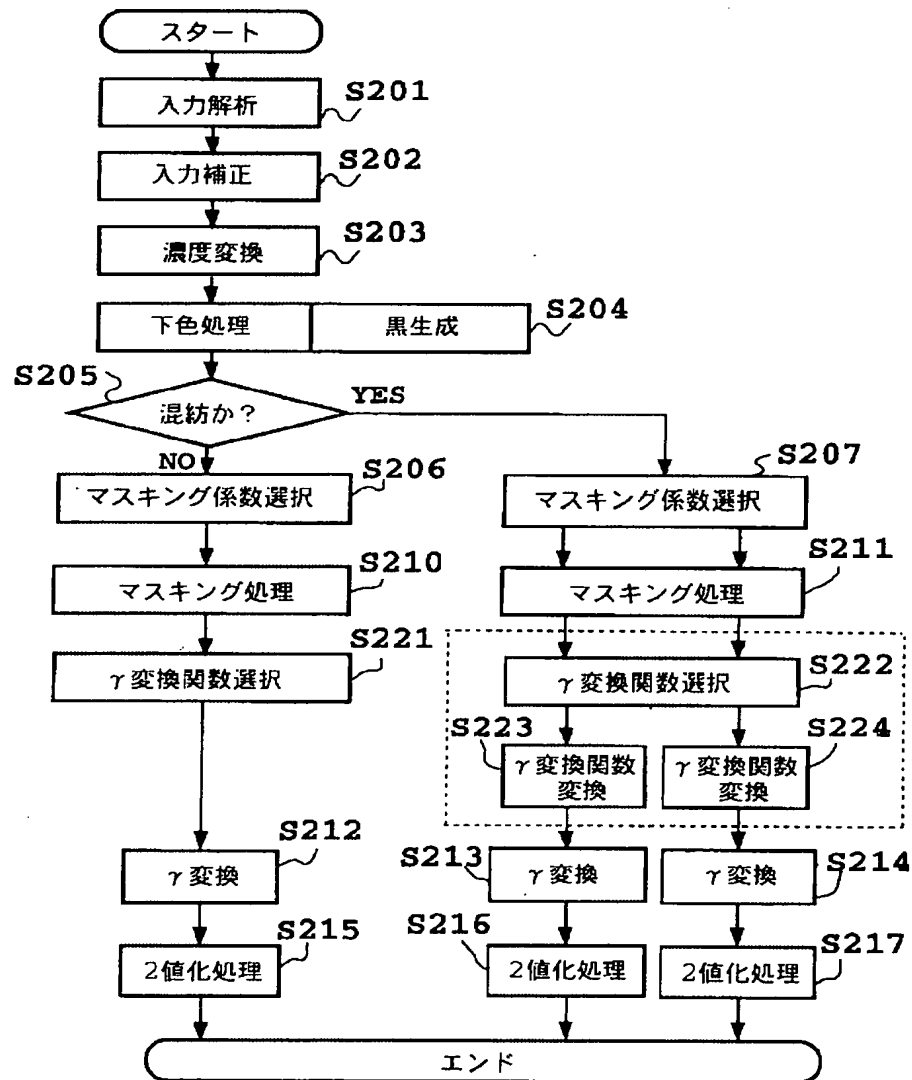 スタート
S201
入力解析
S202
入力補正
S203
濃度変換
S204
下色処理
黒生成
S205
混紡か?
YES
NO
S206
マスキング係数選択
S207
マスキング係数選択
S210
マスキング処理
S211
マスキング処理
S221
γ変換関数選択
S222
γ変換関数選択
S223
γ変換関数
変換
S224
γ変換関数
変換
S212
γ変換
S213
γ変換
S214
γ変換
S215
2値化処理
S216
2値化処理
S217
2値化処理
エンド